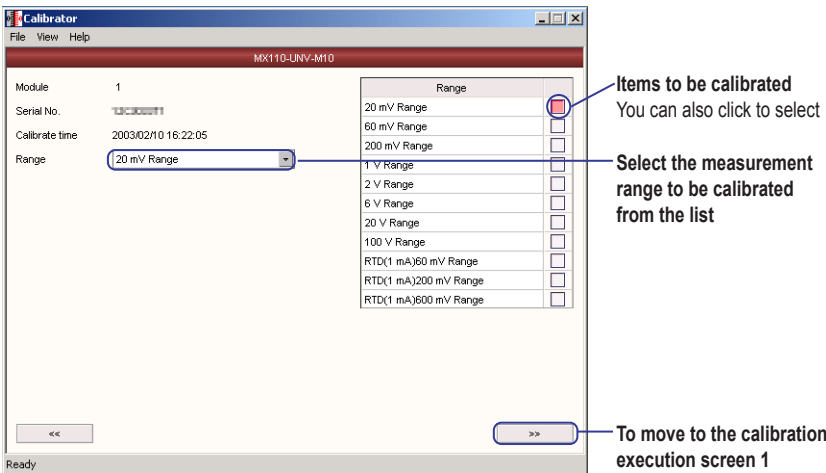 Calibrator
File View Help
MX110-UNV-M10
Module 1
Serial No.
Calibrate time 2003/02/10 16:22:05
Range 20 mV Range
Range
20 mV Range
60 mV Range
200 mV Range
1 V Range
2 V Range
6 V Range
20 V Range
100 V Range
RTD(1 mA)60 mV Range
RTD(1 mA)200 mV Range
RTD(1 mA)600 mV Range
<<
>>
Ready
Items to be calibrated
You can also click to select
Select the measurement
range to be calibrated
from the list
To move to the calibration
execution screen 1